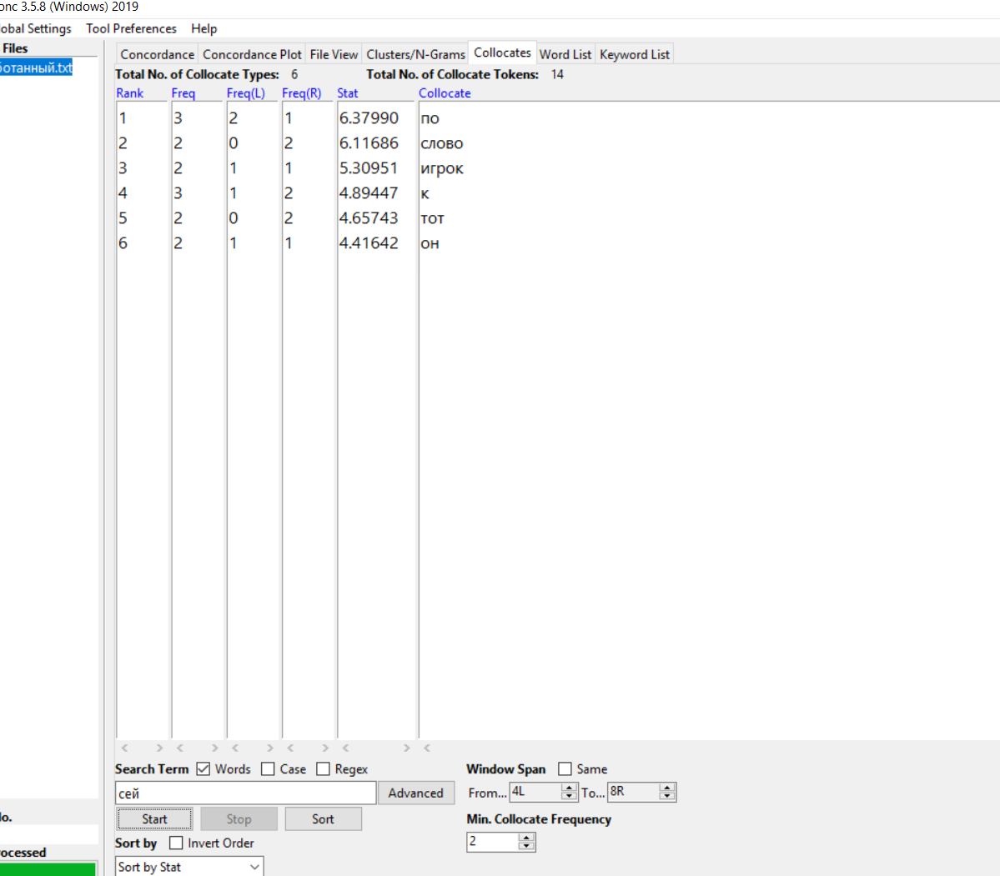 onc 3.5.8 (Windows) 2019
obal Settings Tool Preferences Help
Files
ботанный.txt
Concordance Concordance Plot File View Clusters/N-Grams Collocates Word List Keyword List
Total No. of Collocate Types: 6 Total No. of Collocate Tokens: 14
Rank Freq Freq(L) Freq(R) Stat Collocate
1 3 2 1 6.37990 по
2 2 0 2 6.11686 слово
3 2 1 1 5.30951 игрок
4 3 1 2 4.89447 к
5 2 0 2 4.65743 тот
6 2 1 1 4.41642 он
Search Term Words Case Regex Window Span Same
сей Advanced From... 4L To... 8R
Start Stop Sort Min. Collocate Frequency
lo.
Sort by Invert Order 2
ocessed
Sort by Stat